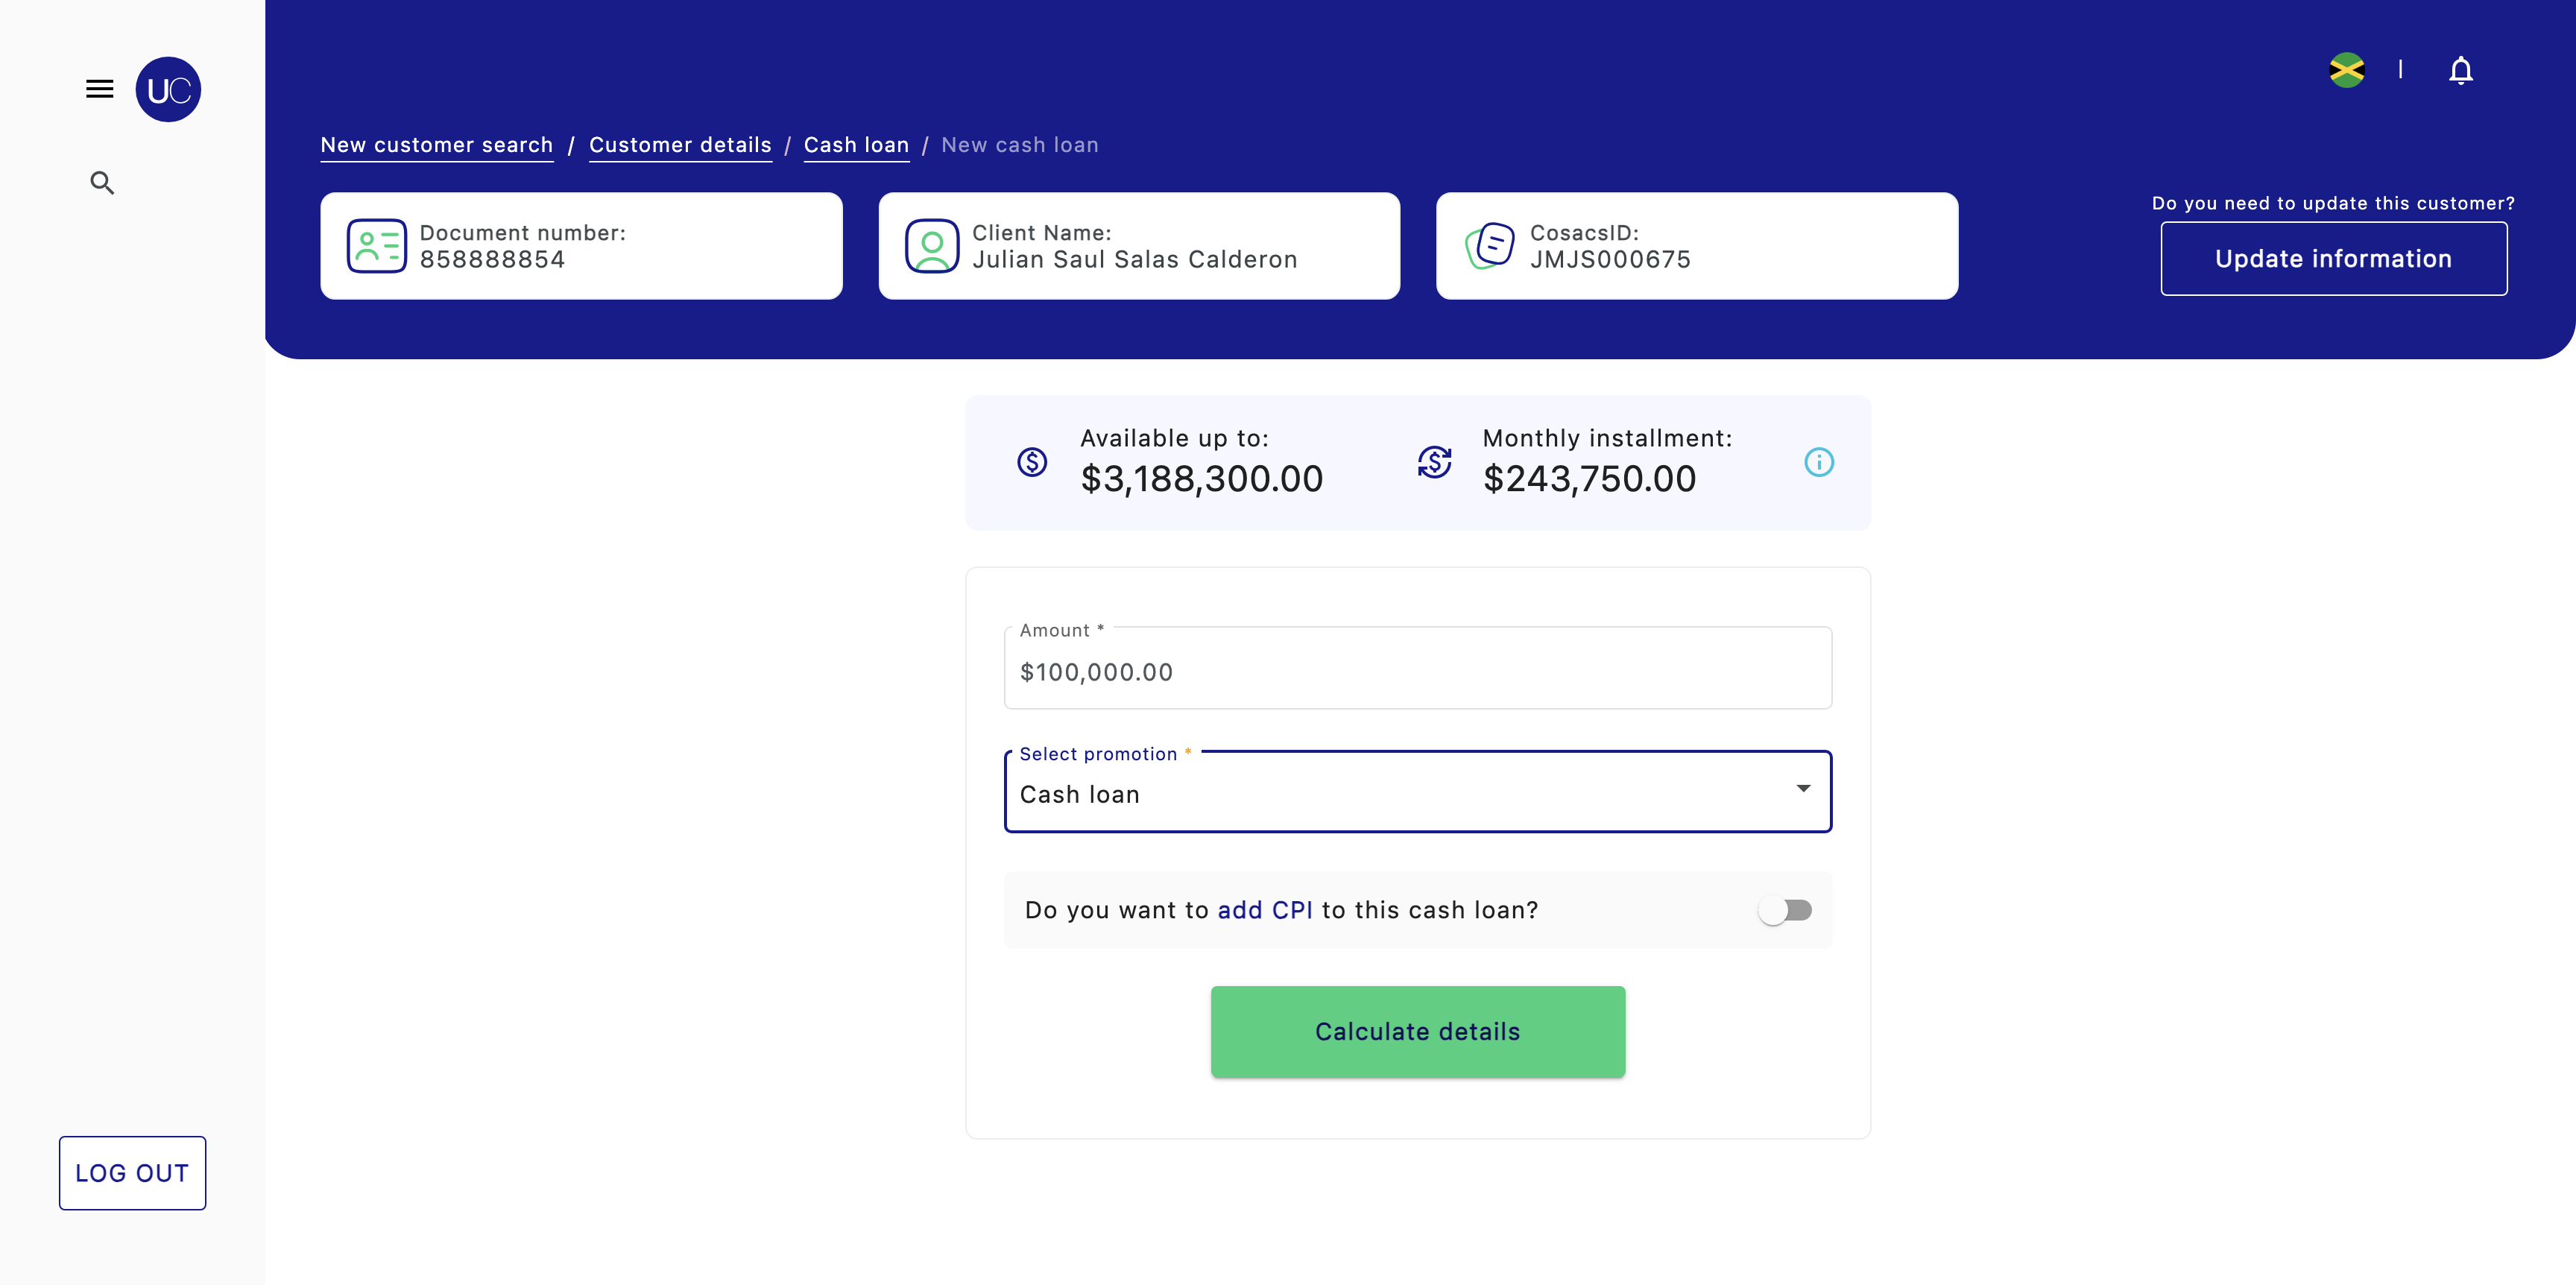 UC
New customer search / Customer details / Cash loan / New cash loan
Document number:
858888854
Client Name:
Julian Saul Salas Calderon
CosacsID:
JMJS000675
Do you need to update this customer?
Update information
Available up to:
$3,188,300.00
Monthly installment:
$243,750.00
Amount *
$100,000.00
Select promotion *
Cash loan
Do you want to add CPI to this cash loan?
Calculate details
LOG OUT